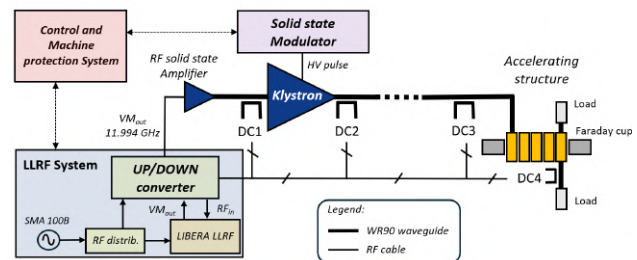 Control and
Machine
protection System
Solid state
Modulator
RF solid state
Amplifier
HV pulse
Klystron
Accelerating
structure
Load
Faraday cup
VMout
11.994 GHz
DC1
DC2
DC3
DC4
Load
LLRF System
UP/DOWN
converter
VMout
RFin
SMA 100B
RF distrib.
LIBERA LLRF
Legend:
WR90 waveguide
RF cable